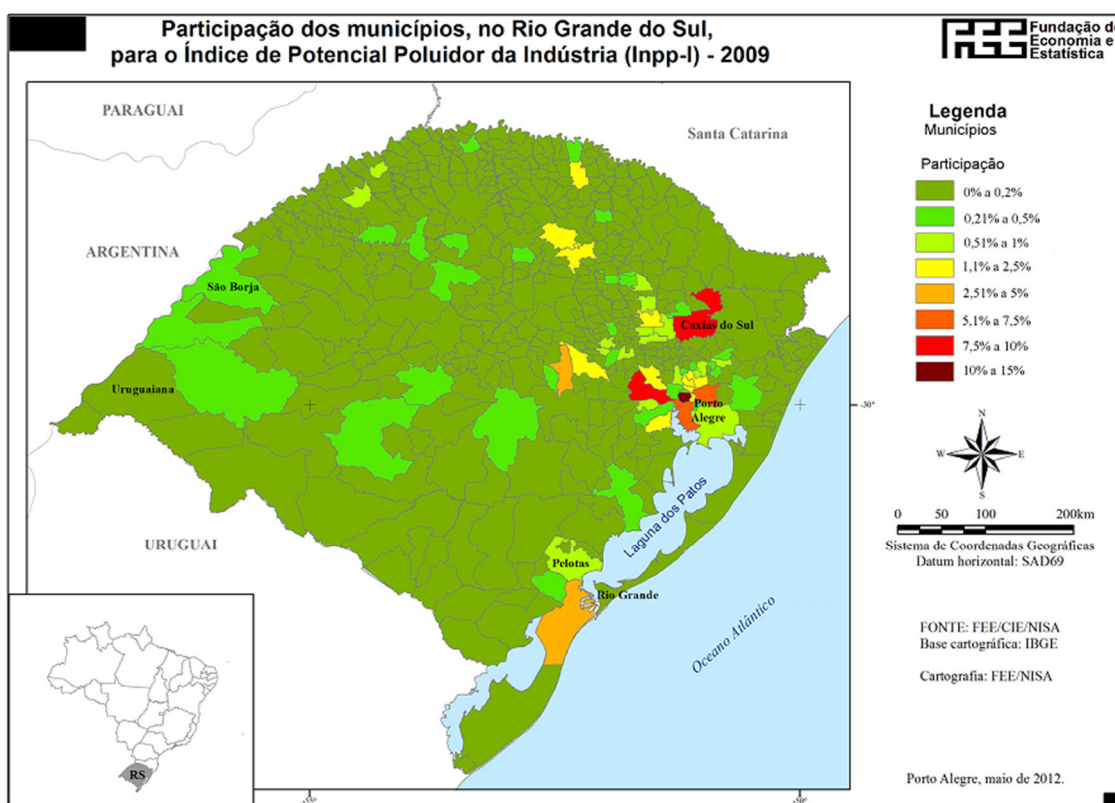 Participação dos municípios, no Rio Grande do Sul,
para o Índice de Potencial Poluidor da Indústria (Inpp-I) - 2009
FEE
Fundação de
Economia e
Estatística
PARAGUAI
Santa Catarina
ARGENTINA
São Borja
Caxias do Sul
Uruguaiana
Porto
Alegre
-30°
Laguna dos Patos
URUGUAI
Pelotas
Rio Grande
Oceano Atlântico
RS
Legenda
Municípios
Participação
0% a 0,2%
0,21% a 0,5%
0,51% a 1%
1,1% a 2,5%
2,51% a 5%
5,1% a 7,5%
7,5% a 10%
10% a 15%
N
W
E
S
0 50 100 200km
Sistema de Coordenadas Geográficas
Datum horizontal: SAD69
FONTE: FEE/CIE/NISA
Base cartográfica: IBGE
Cartografia: FEE/NISA
Porto Alegre, maio de 2012.